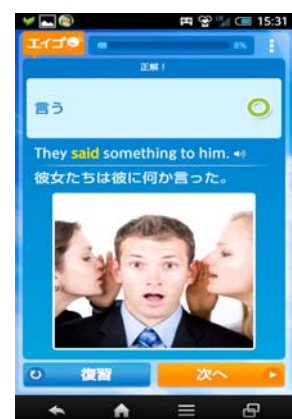 15:31
エイゴ
8%
正解！
言う
They said something to him.
彼女たちは彼に何か言った。
復習
次へ